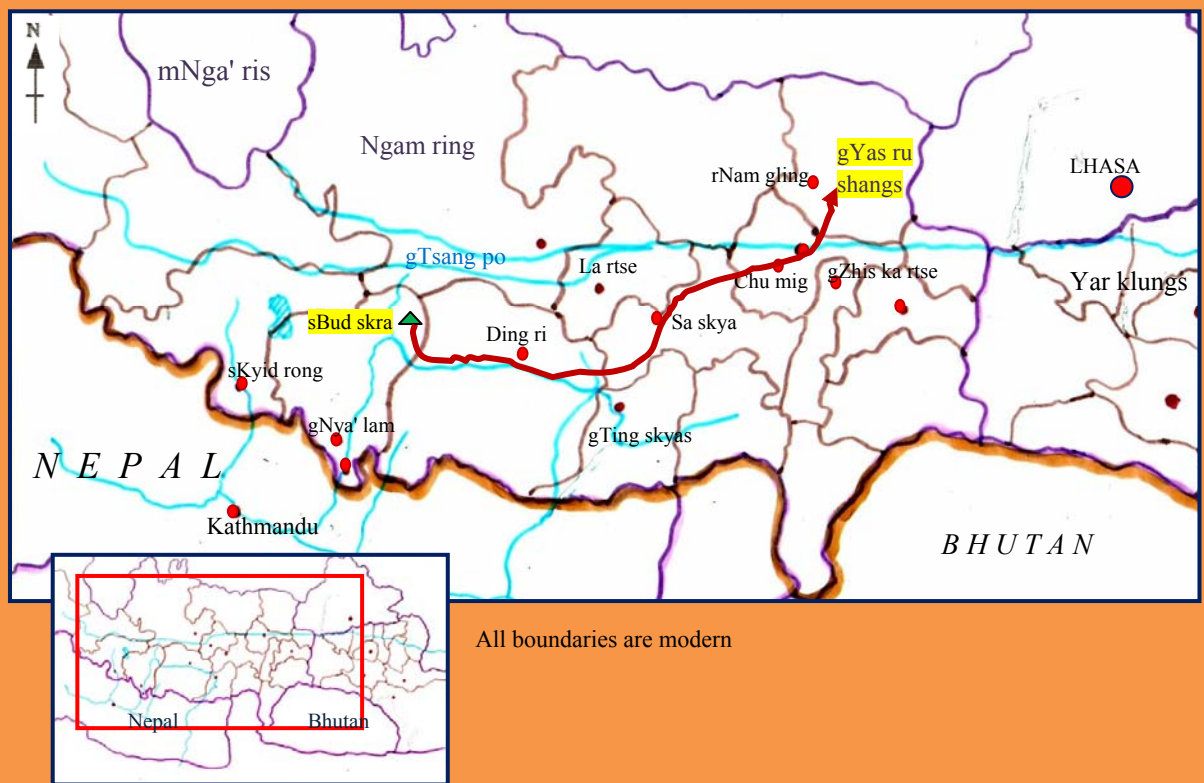 N
mNga' ris
Ngam ring
gYas ru
shangs
rNam gling
LHASA
gTsang po
La rtse
Chu mig
gZhis ka rtse
Yar klungs
sBud skra
Ding ri
Sa skya
sKyid rong
gNya' lam
gTing skyas
NEPAL
Kathmandu
BHUTAN
All boundaries are modern
Nepal
Bhutan